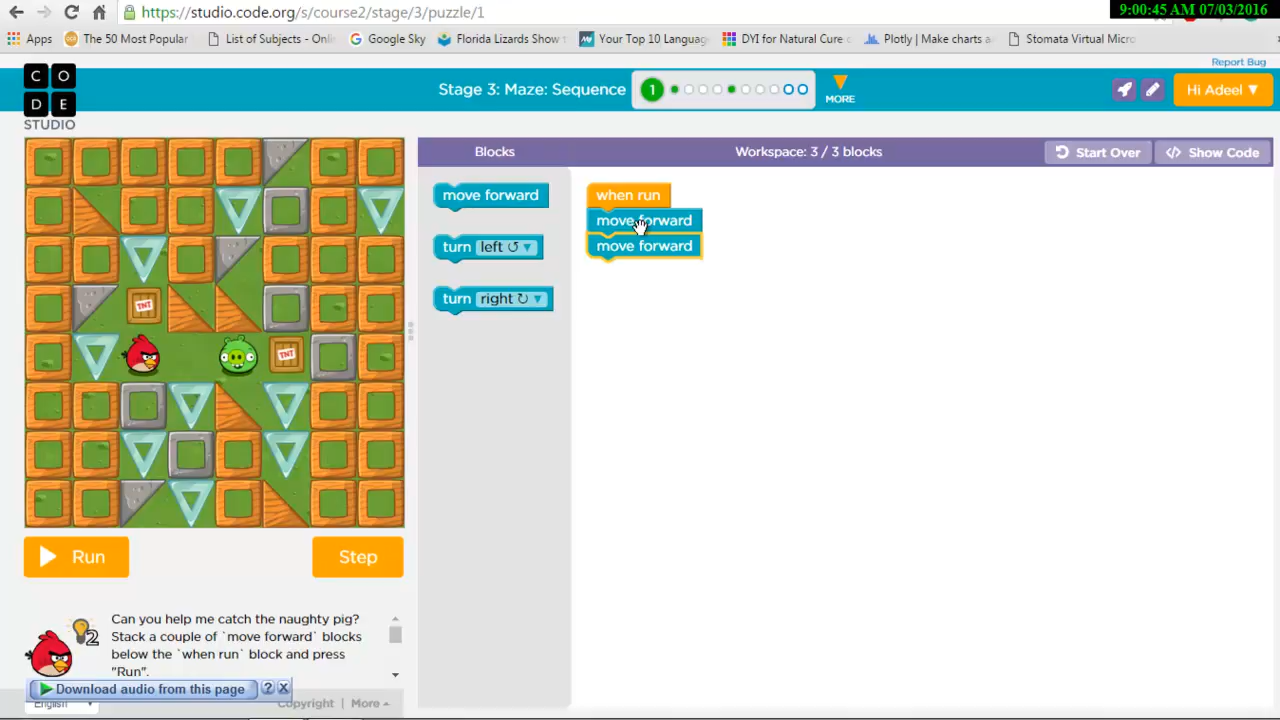 https://studio.code.org/s/course2/stage/3/puzzle/1
9:00:45 AM 07/03/2016
Apps
The 50 Most Popular
List of Subjects - Onli
Google Sky
Florida Lizards Show
Your Top 10 Languag
DYI for Natural Cure o
Plotly | Make charts a
Stomata Virtual Micro
Report Bug
C O
D E
STUDIO
Stage 3: Maze: Sequence
1
MORE
Hi Adeel ▼
Blocks
Workspace: 3 / 3 blocks
Start Over
</> Show Code
move forward
turn left ↺ ▼
turn right ↻ ▼
when run
move forward
move forward
TNT
TNT
Run
Step
2
Can you help me catch the naughty pig?
Stack a couple of `move forward` blocks
below the `when run` block and press
"Run".
Download audio from this page
? X
English
Copyright | More